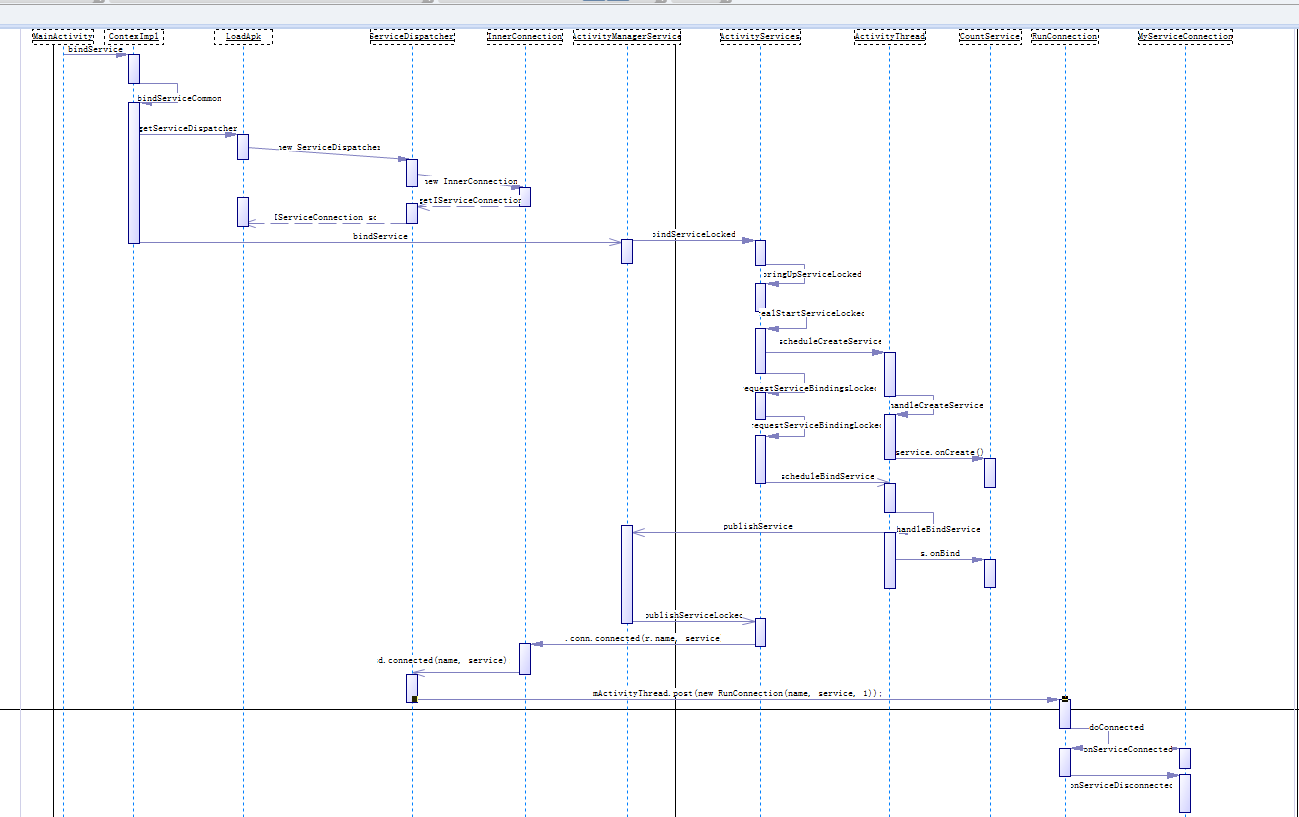 MainActivity
ContexImpl
LoadApk
ServiceDispatcher
InnerConnection
ActivityManagerService
ActivityServices
ActivityThread
CountService
RunConnection
MyServiceConnection
bindService
bindServiceCommon
getServiceDispatcher
new ServiceDispatcher
new InnerConnection
getIServiceConnection
IServiceConnection sc
bindService
bindServiceLocked
bringUpServiceLocked
realStartServiceLocked
scheduleCreateService
requestServiceBindingsLocked
handleCreateService
requestServiceBindingLocked
service.onCreate()
scheduleBindService
publishService
handleBindService
s.onBind
publishServiceLocked
.conn.connected(r.name, service
d.connected(name, service)
mActivityThread.post(new RunConnection(name, service, 1));
doConnected
onServiceConnected
onServiceDisconnected